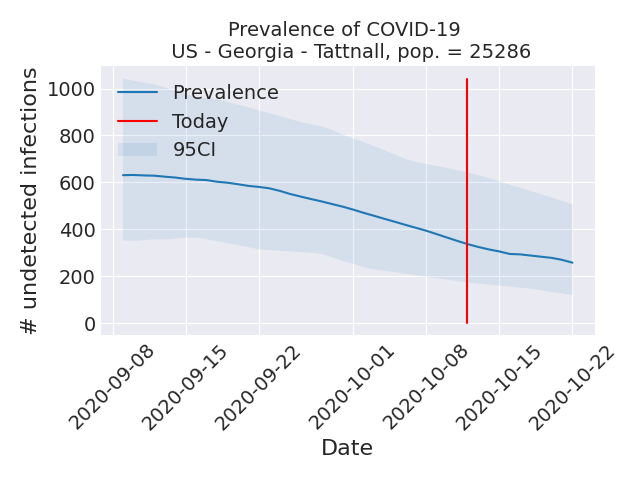 Prevalence of COVID-19
US - Georgia - Tattnall, pop. = 25286
# undetected infections
1000
800
600
400
200
0
Prevalence
Today
95CI
2020-09-08
2020-09-15
2020-09-22
2020-10-01
2020-10-08
2020-10-15
2020-10-22
Date